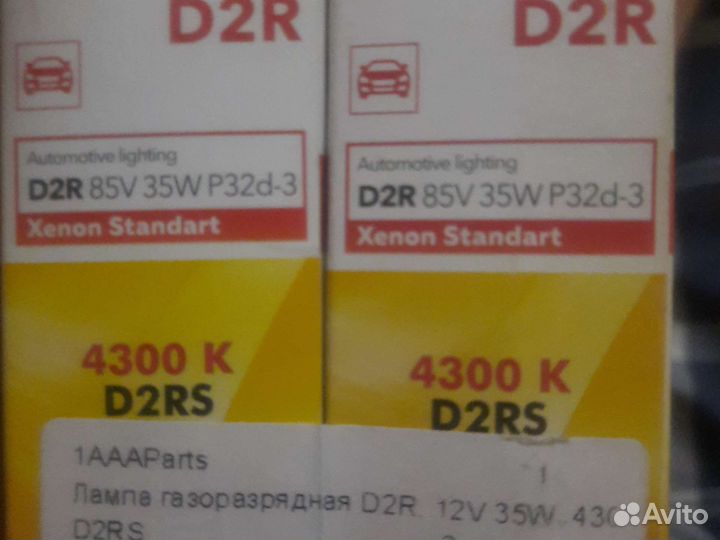 D2R
Automotive lighting
D2R 85V 35W P32d-3
Xenon Standart
4300 K
D2RS
D2R
Automotive lighting
D2R 85V 35W P32d-3
Xenon Standart
4300 K
D2RS
1AAAParts
1
Лампа газоразрядная D2R. 12V 35W. 430
D2RS
Avito